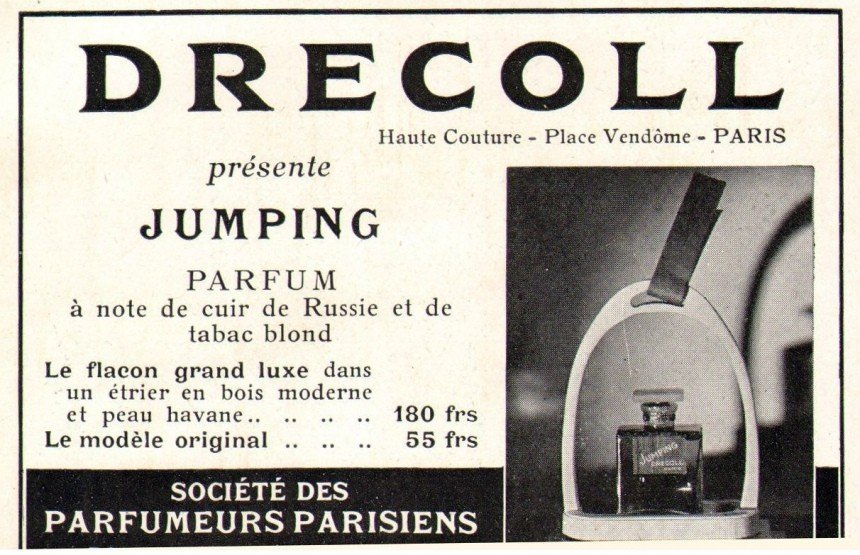 DRECOLL
Haute Couture - Place Vendôme - PARIS
présente
JUMPING
PARFUM
à note de cuir de Russie et de
tabac blond
Le flacon grand luxe dans
un étrier en bois moderne
et peau havane .. .. .. .. 180 frs
Le modèle original .. .. .. 55 frs
SOCIÉTÉ DES
PARFUMEURS PARISIENS
JUMPING
DRECOLL
PARIS